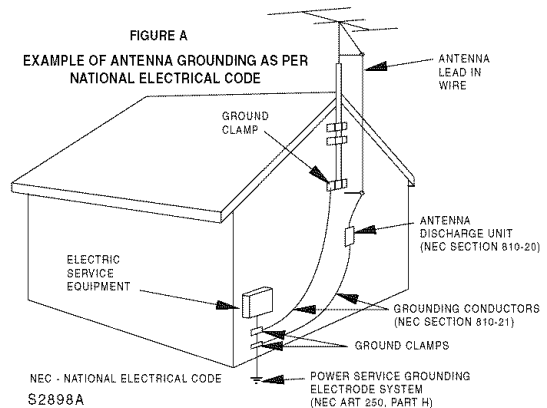 FIGURE A
EXAMPLE OF ANTENNA GROUNDING AS PER
NATIONAL ELECTRICAL CODE
ANTENNA
LEAD IN
WIRE
GROUND
CLAMP
ANTENNA
DISCHARGE UNIT
(NEC SECTION 810-20)
ELECTRIC
SERVICE
EQUIPMENT
GROUNDING CONDUCTORS
(NEC SECTION 810-21)
GROUND CLAMPS
NEC - NATIONAL ELECTRICAL CODE
S2898A
POWER SERVICE GROUNDING
ELECTRODE SYSTEM
(NEC ART 250, PART H)